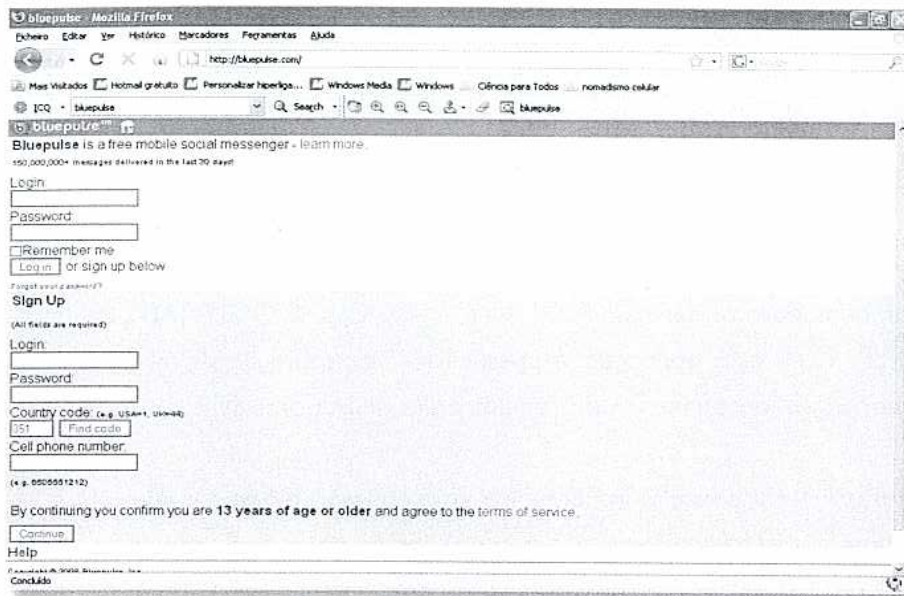 bluepulse - Mozilla Firefox
Ficheiro Editar Ver Histórico Marcadores Ferramentas Ajuda
http://bluepulse.com/
Mais Visitados Hotmail gratuito Personalizar hiperliga... Windows Media Windows Ciência para Todos nomadismo celular
ICQ bluepulse Search bluepulse
bluepulse™
Bluepulse is a free mobile social messenger - learn more.
150,000,000+ messages delivered in the last 30 days!
Login:
Password:
Remember me
Log in or sign up below
Forgot your password?
Sign Up
(All fields are required)
Login:
Password:
Country code: (e.g. USA=1, UK=44)
351 Find code
Cell phone number:
(e.g. 6505551212)
By continuing you confirm you are 13 years of age or older and agree to the terms of service.
Continue
Help
Copyright © 2008 Bluepulse, Inc.
Concluído